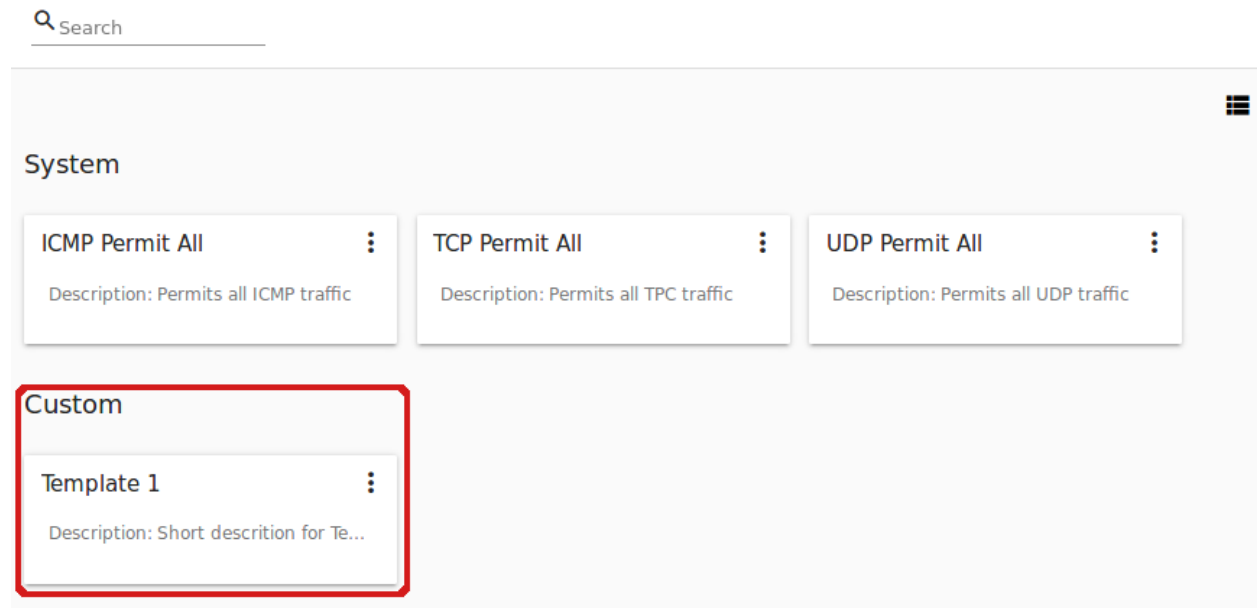 Search
System
ICMP Permit All
Description: Permits all ICMP traffic
TCP Permit All
Description: Permits all TPC traffic
UDP Permit All
Description: Permits all UDP traffic
Custom
Template 1
Description: Short descrition for Te...